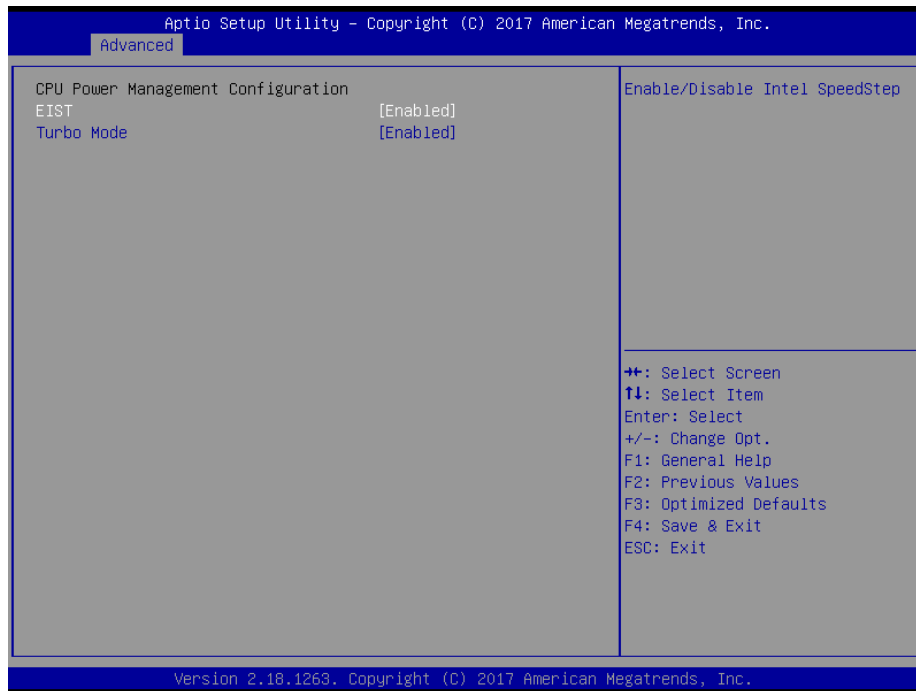 Aptio Setup Utility – Copyright (C) 2017 American Megatrends, Inc.
Advanced
CPU Power Management Configuration
EIST [Enabled]
Turbo Mode [Enabled]
Enable/Disable Intel SpeedStep
→←: Select Screen
↑↓: Select Item
Enter: Select
+/-: Change Opt.
F1: General Help
F2: Previous Values
F3: Optimized Defaults
F4: Save & Exit
ESC: Exit
Version 2.18.1263. Copyright (C) 2017 American Megatrends, Inc.